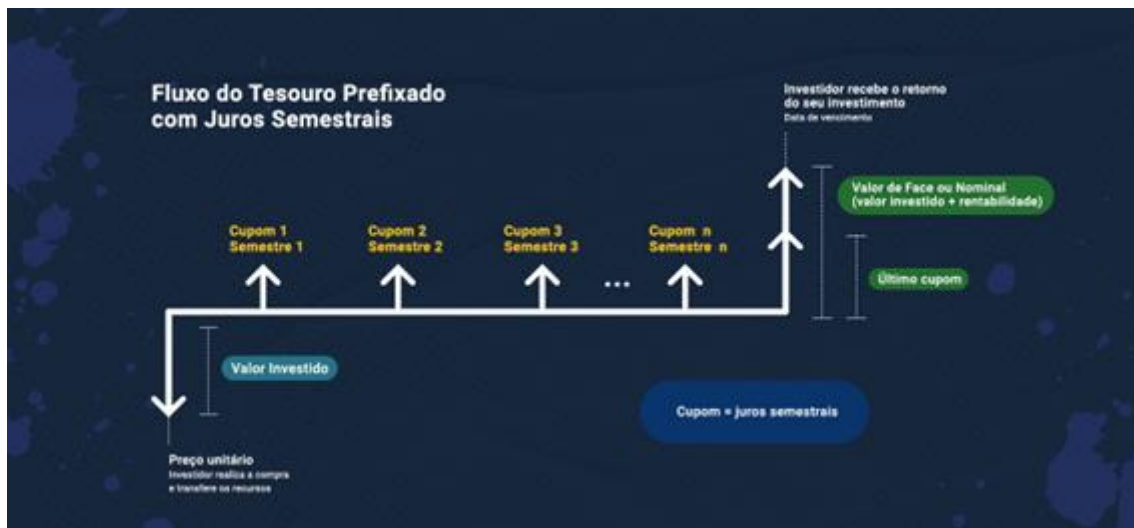 Fluxo do Tesouro Prefixado
com Juros Semestrais
Investidor recebe o retorno
do seu investimento
Data de vencimento
Valor de Face ou Nominal
(valor investido + rentabilidade)
Cupom 1
Semestre 1
Cupom 2
Semestre 2
Cupom 3
Semestre 3
...
Cupom n
Semestre n
Último cupom
Valor Investido
Cupom = juros semestrais
Preço unitário
Investidor realiza a compra
e transfere os recursos